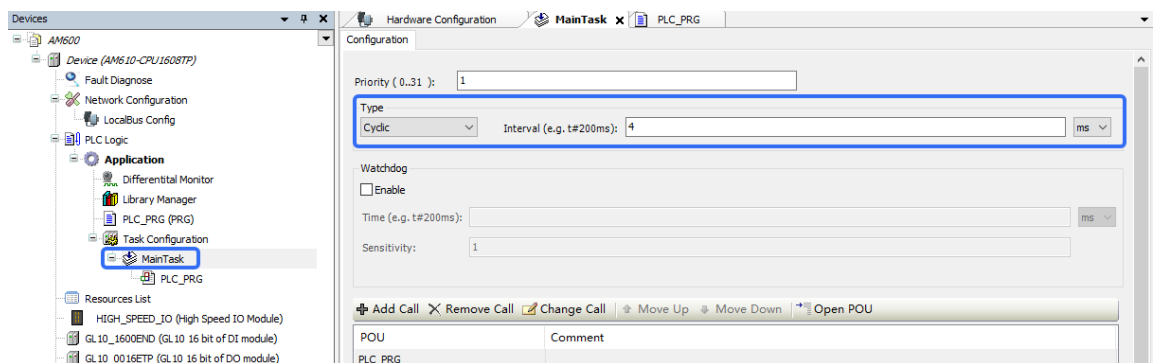 Devices
AM600
Device (AM610-CPU1608TP)
Fault Diagnose
Network Configuration
LocalBus Config
PLC Logic
Application
Differentital Monitor
Library Manager
PLC_PRG (PRG)
Task Configuration
MainTask
PLC_PRG
Resources List
HIGH_SPEED_IO (High Speed IO Module)
GL10_1600END (GL10 16 bit of DI module)
GL10_0016ETP (GL10 16 bit of DO module)
Hardware Configuration MainTask PLC_PRG
Configuration
Priority ( 0..31 ): 1
Type
Cyclic Interval (e.g. t#200ms): 4 ms
Watchdog
Enable
Time (e.g. t#200ms): ms
Sensitivity: 1
Add Call Remove Call Change Call Move Up Move Down Open POU
POU Comment
PLC_PRG